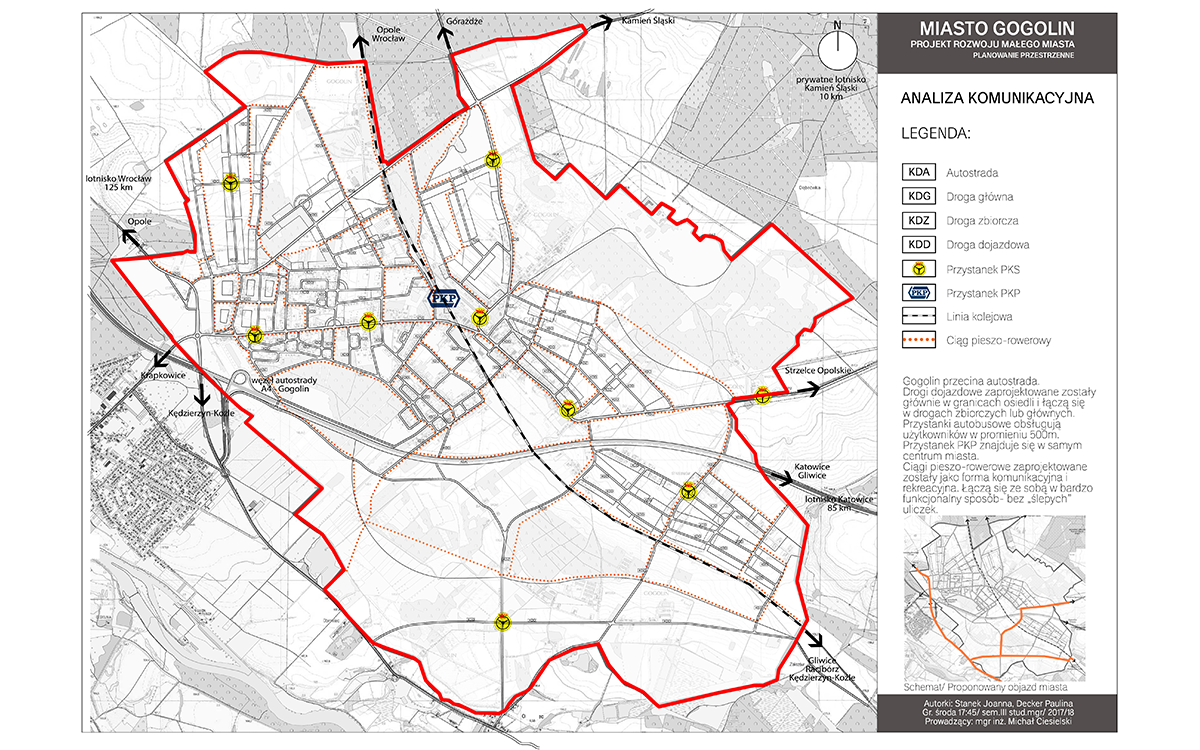 MIASTO GOGOLIN
PROJEKT ROZWOJU MAŁEGO MIASTA
PLANOWANIE PRZESTRZENNE
ANALIZA KOMUNIKACYJNA
LEGENDA:
KDA Autostrada
KDG Droga główna
KDZ Droga zbiorcza
KDD Droga dojazdowa
Przystanek PKS
PKP Przystanek PKP
Linia kolejowa
Ciąg pieszo-rowerowy
Gogolin przecina autostrada.
Drogi dojazdowe zaprojektowane zostały
głównie w granicach osiedli i łączą się
w drogach zbiorczych lub głównych.
Przystanki autobusowe obsługują
użytkowników w promieniu 500m.
Przystanek PKP znajduje się w samym
centrum miasta.
Ciągi pieszo-rowerowe zaprojektowane
zostały jako forma komunikacyjna i
rekreacyjna. Łączą się ze sobą w bardzo
funkcjonalny sposób- bez „ślepych”
uliczek.
Schemat/ Proponowany objazd miasta
Autorki: Stanek Joanna, Decker Paulina
Gr. środa 17:45/ sem.III stud.mgr/ 2017/18
Prowadzący: mgr inż. Michał Ciesielski
Opole
Wrocław
Górażdże
Kamień Śląski
N
prywatne lotnisko
Kamień Śląski
10 km
lotnisko Wrocław
125 km
Opole
GOGOLIN
GOGOLIN
Dąbrówka
PKP
Krapkowice
węzeł autostrady
A4 - Gogolin
Kędzierzyn-Koźle
Strzelce Opolskie
Katowice
Gliwice
lotnisko Katowice
85 km
GOGOLIN
Gliwice
Racibórz
Kędzierzyn-Koźle